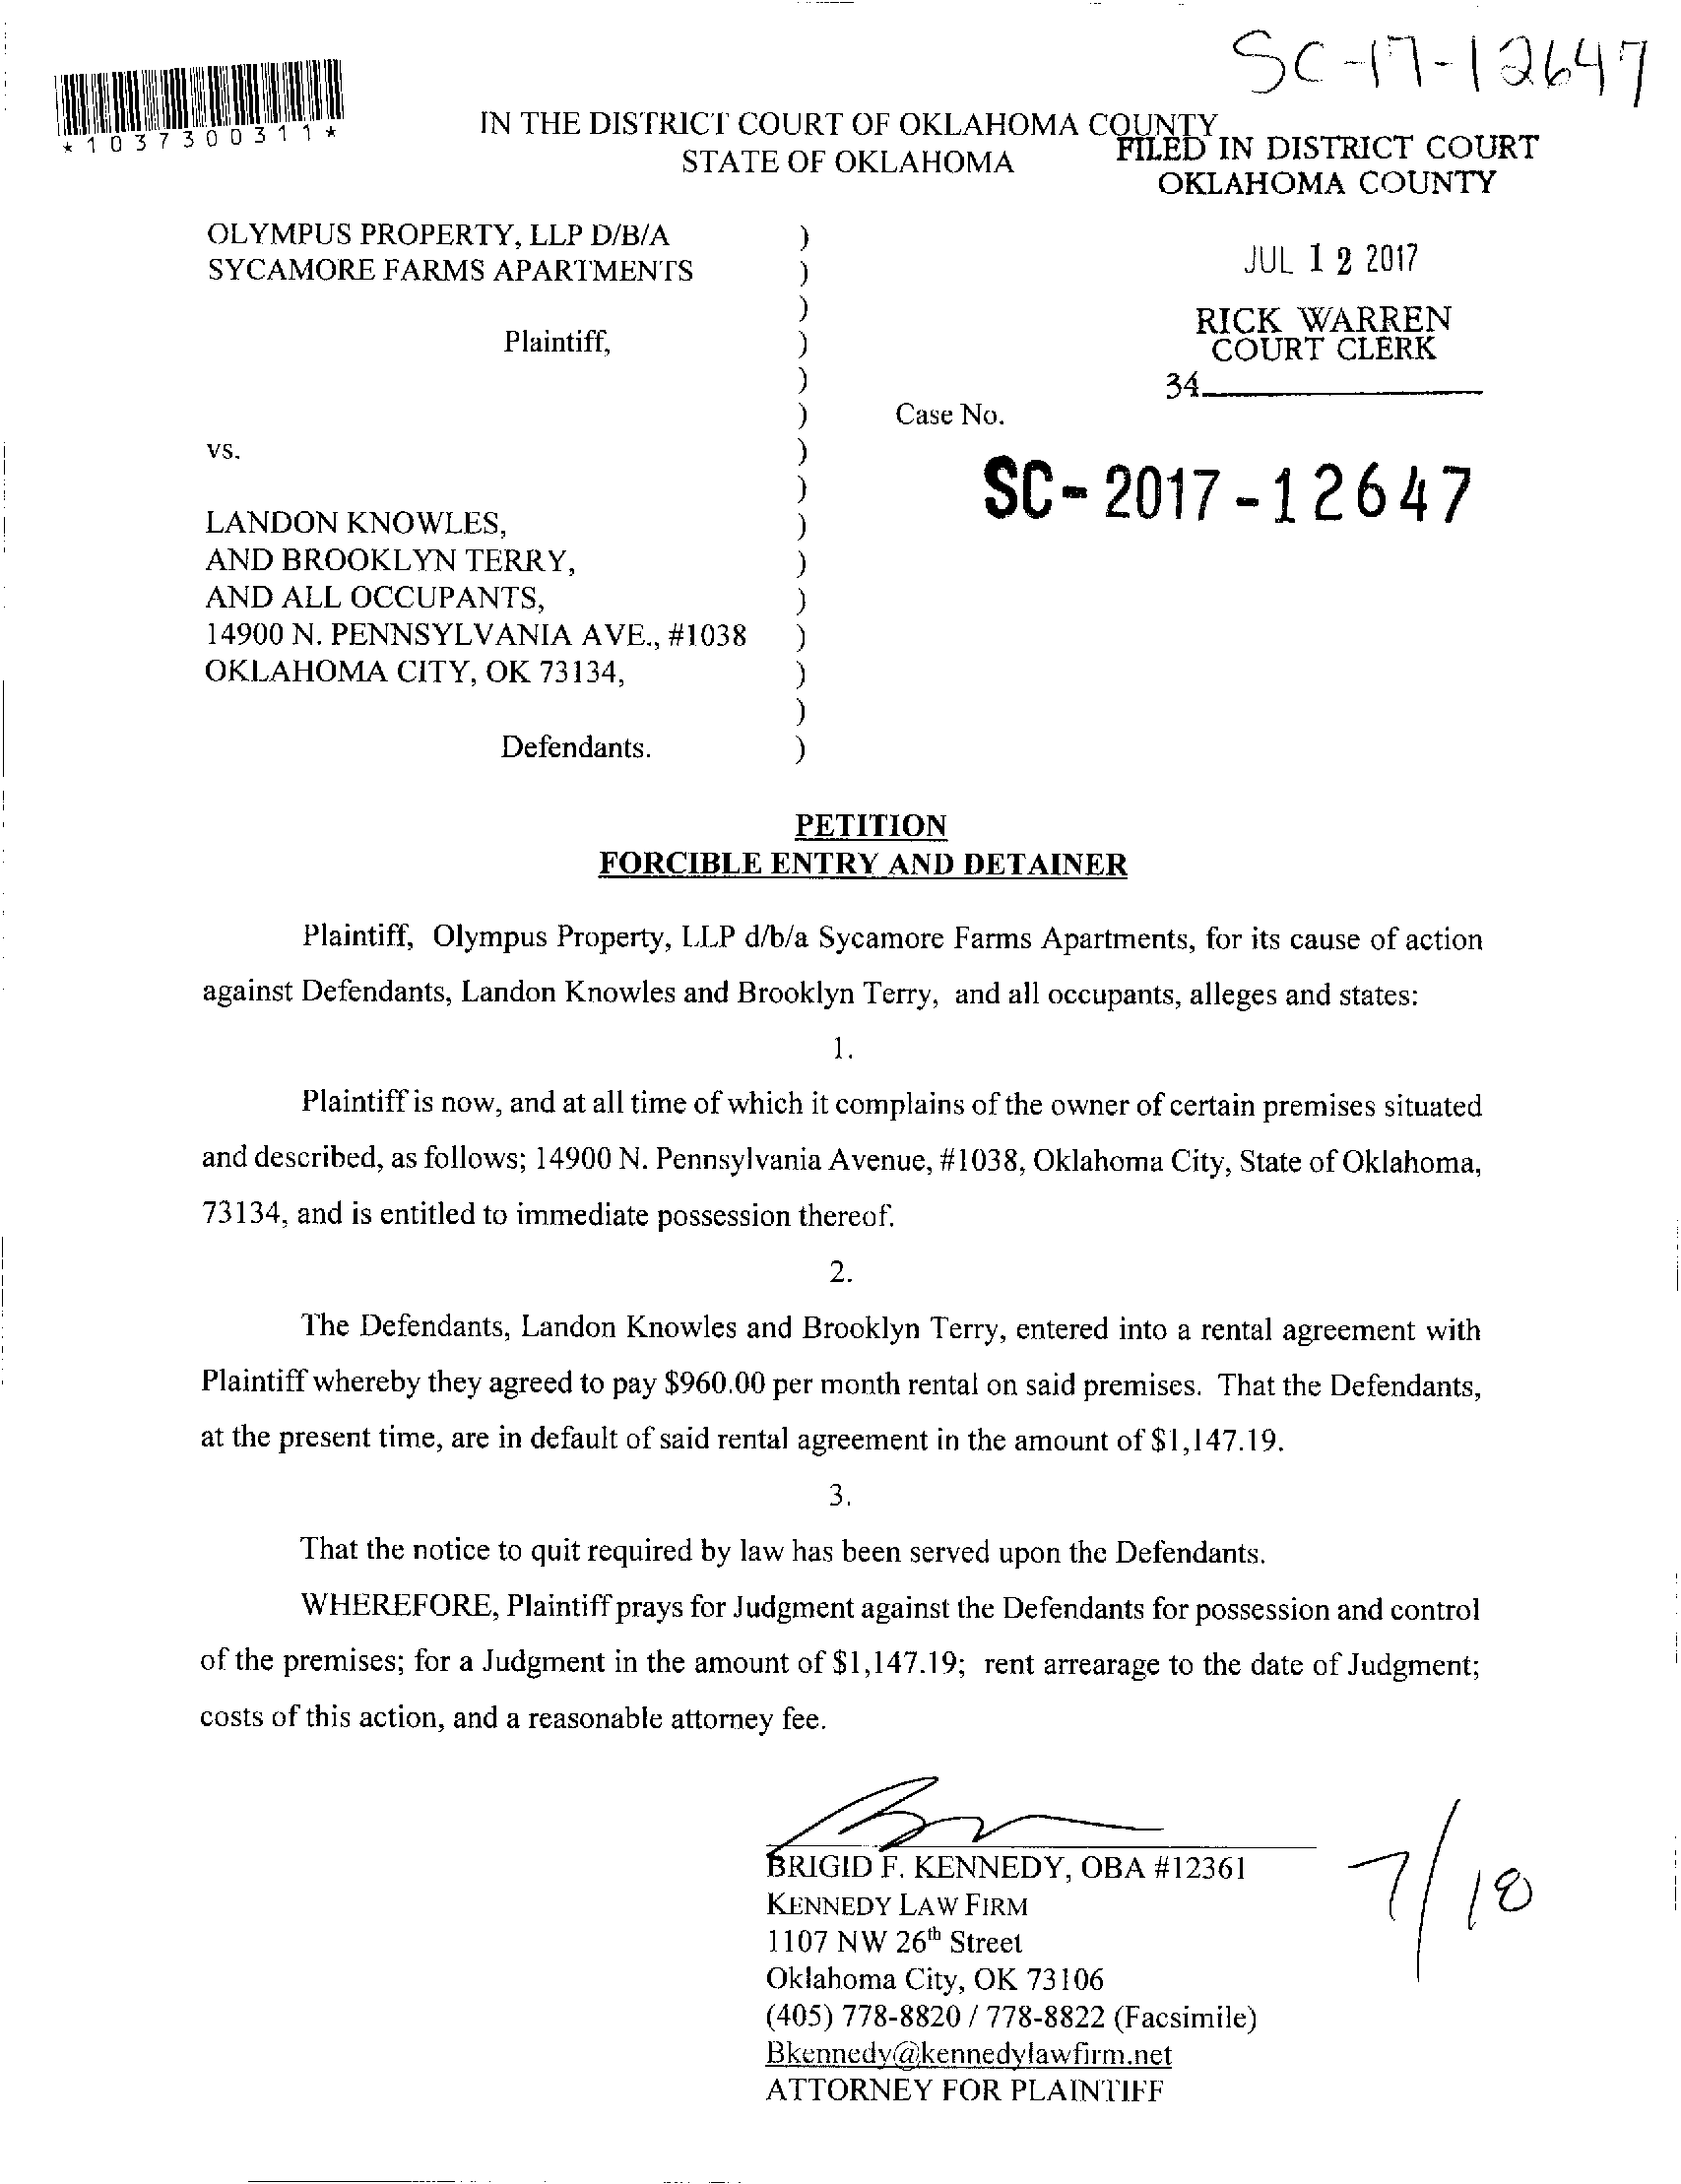 SC-17-12647
*1037300311*
IN THE DISTRICT COURT OF OKLAHOMA COUNTY
STATE OF OKLAHOMA
FILED IN DISTRICT COURT
OKLAHOMA COUNTY
JUL 12 2017
RICK WARREN
COURT CLERK
34
OLYMPUS PROPERTY, LLP D/B/A )
SYCAMORE FARMS APARTMENTS )
)
Plaintiff, )
)
) Case No.
vs. )
) SC-2017-12647
LANDON KNOWLES, )
AND BROOKLYN TERRY, )
AND ALL OCCUPANTS, )
14900 N. PENNSYLVANIA AVE., #1038 )
OKLAHOMA CITY, OK 73134, )
)
Defendants. )
PETITION
FORCIBLE ENTRY AND DETAINER
Plaintiff, Olympus Property, LLP d/b/a Sycamore Farms Apartments, for its cause of action
against Defendants, Landon Knowles and Brooklyn Terry, and all occupants, alleges and states:
1.
Plaintiff is now, and at all time of which it complains of the owner of certain premises situated
and described, as follows; 14900 N. Pennsylvania Avenue, #1038, Oklahoma City, State of Oklahoma,
73134, and is entitled to immediate possession thereof.
2.
The Defendants, Landon Knowles and Brooklyn Terry, entered into a rental agreement with
Plaintiff whereby they agreed to pay $960.00 per month rental on said premises. That the Defendants,
at the present time, are in default of said rental agreement in the amount of $1,147.19.
3.
That the notice to quit required by law has been served upon the Defendants.
WHEREFORE, Plaintiff prays for Judgment against the Defendants for possession and control
of the premises; for a Judgment in the amount of $1,147.19; rent arrearage to the date of Judgment;
costs of this action, and a reasonable attorney fee.
BRIGID F. KENNEDY, OBA #12361
KENNEDY LAW FIRM
1107 NW 26th Street
Oklahoma City, OK 73106
(405) 778-8820 / 778-8822 (Facsimile)
Bkennedy@kennedylawfirm.net
ATTORNEY FOR PLAINTIFF
7/18